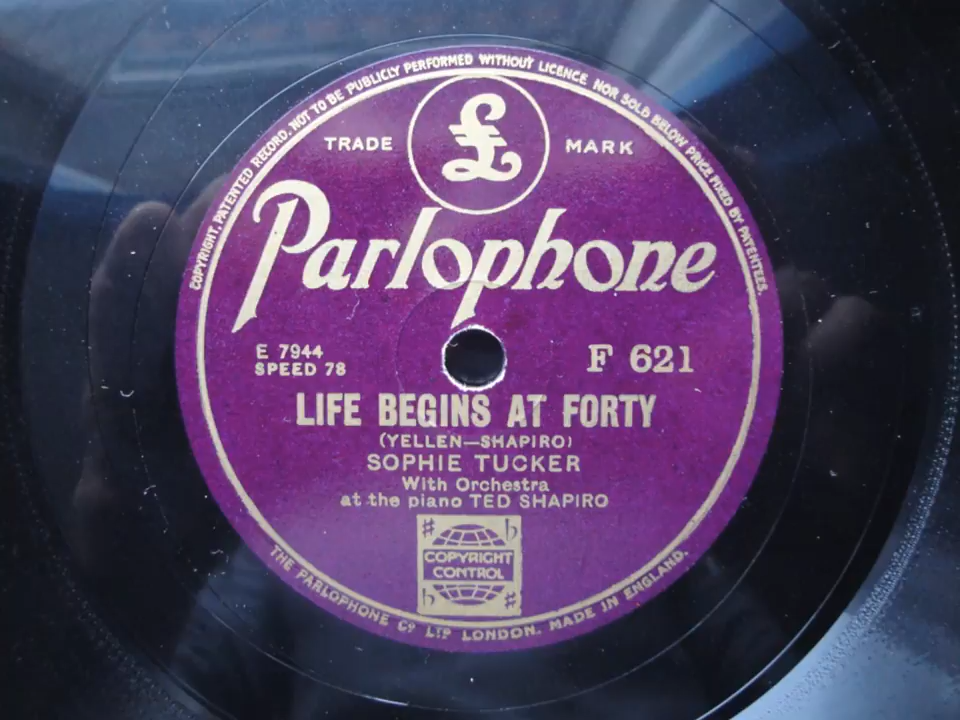 COPYRIGHT. PATENTED RECORD. NOT TO BE PUBLICLY PERFORMED WITHOUT LICENCE NOR SOLD BELOW PRICE FIXED BY PATENTEES.
£
TRADE MARK
Parlophone
E 7944
SPEED 78
F 621
LIFE BEGINS AT FORTY
(YELLEN—SHAPIRO)
SOPHIE TUCKER
With Orchestra
at the piano TED SHAPIRO
♯ ♭
COPYRIGHT
CONTROL
♭ ♯
THE PARLOPHONE Cº LTD LONDON. MADE IN ENGLAND.